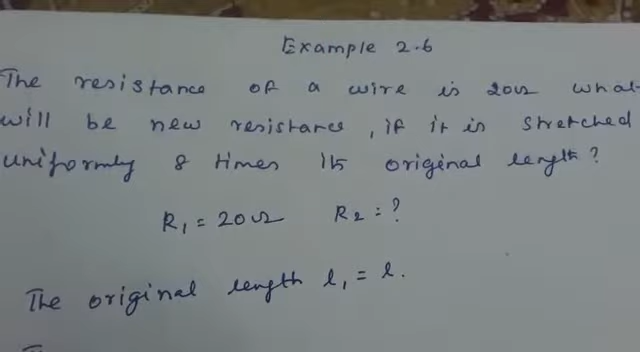 Example 2.6
The resistance of a wire is 20Ω what
will be new resistance, if it is stretched
uniformly 8 times its original length?
R₁ = 20Ω R₂ = ?
The original length l₁ = l.